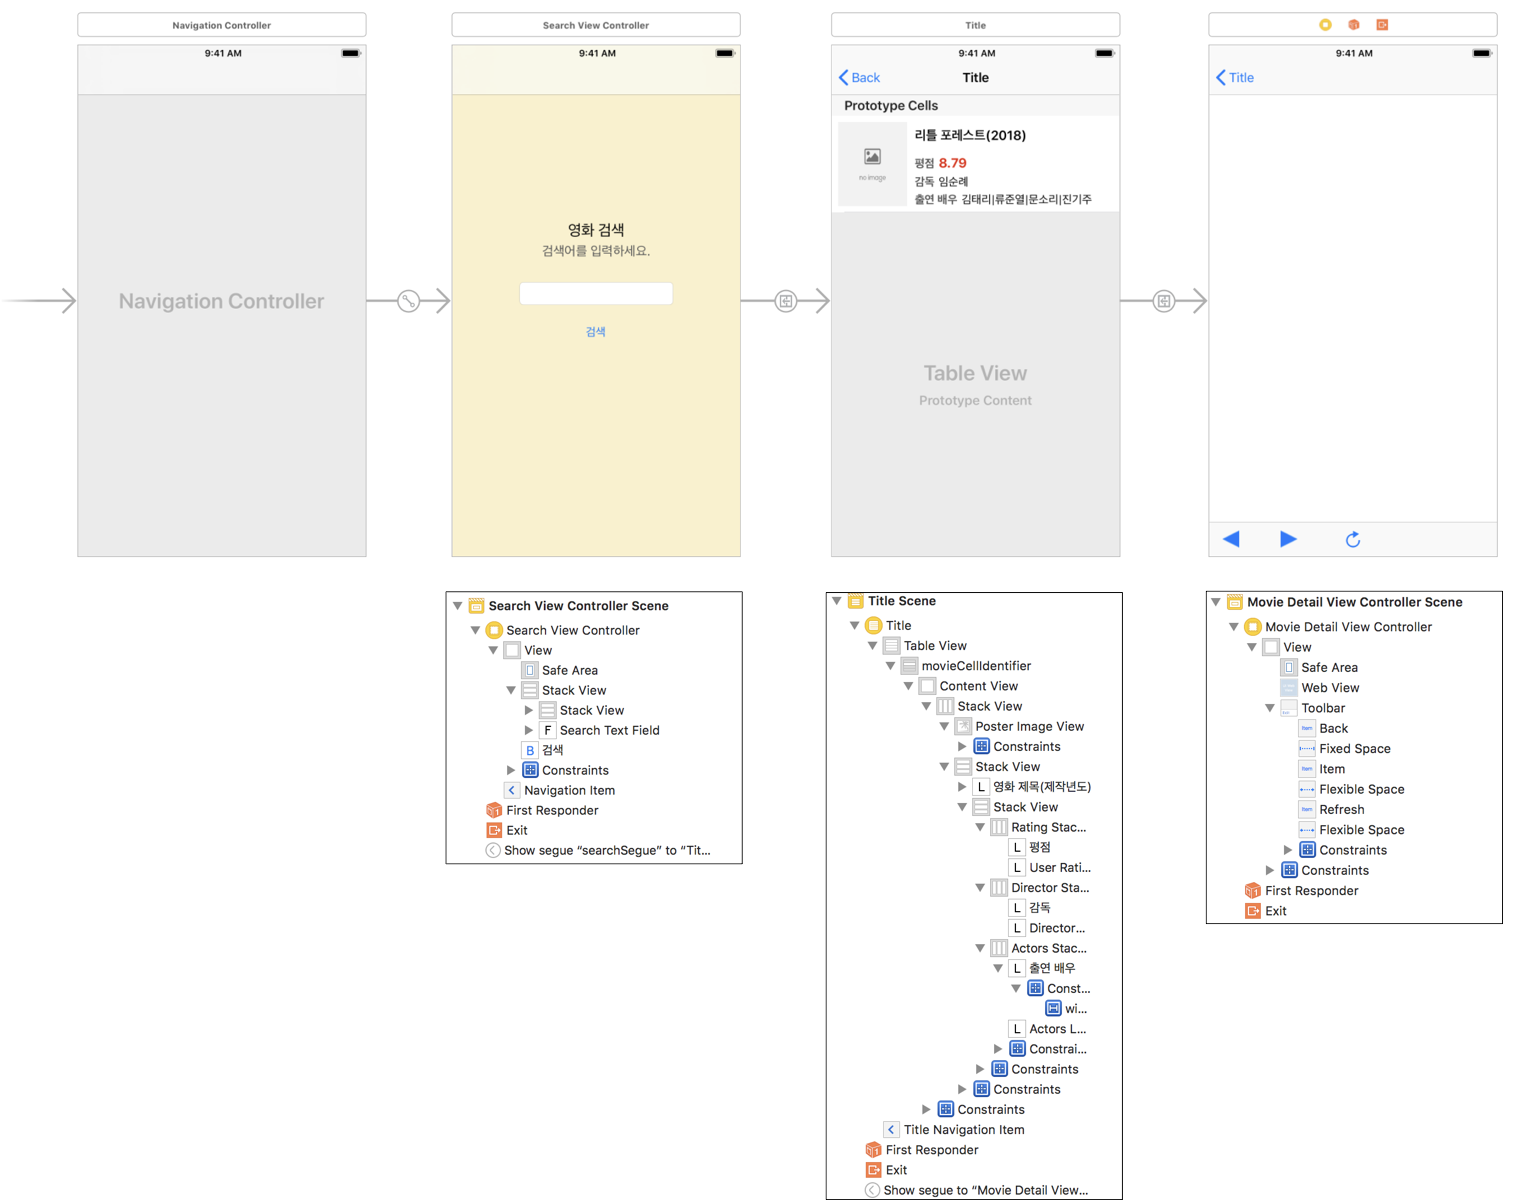 Navigation Controller
9:41 AM
Navigation Controller
Search View Controller
9:41 AM
영화 검색
검색어를 입력하세요.
검색
Title
9:41 AM
Back
Title
Prototype Cells
no image
리틀 포레스트(2018)
평점 8.79
감독 임순례
출연 배우 김태리|류준열|문소리|진기주
Table View
Prototype Content
9:41 AM
Title
Search View Controller Scene
Search View Controller
View
Safe Area
Stack View
Stack View
F Search Text Field
B 검색
Constraints
Navigation Item
First Responder
Exit
Show segue “searchSegue” to “Tit...
Title Scene
Title
Table View
movieCellIdentifier
Content View
Stack View
Poster Image View
Constraints
Stack View
L 영화 제목(제작년도)
Stack View
Rating Stac...
L 평점
L User Rati...
Director Sta...
L 감독
L Director...
Actors Stac...
L 출연 배우
Const...
wi...
L Actors L...
Constrai...
Constraints
Constraints
Constraints
Title Navigation Item
First Responder
Exit
Show segue to “Movie Detail View...
Movie Detail View Controller Scene
Movie Detail View Controller
View
Safe Area
Web View
Toolbar
Back
Fixed Space
Item
Flexible Space
Refresh
Flexible Space
Constraints
Constraints
First Responder
Exit